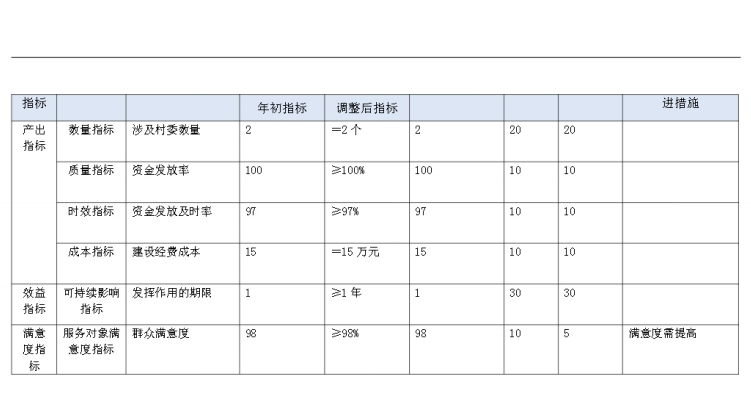 指标 年初指标 调整后指标 进措施
产出指标 数量指标 涉及村委数量 2 ＝2 个 2 20 20
质量指标 资金发放率 100 ≥100% 100 10 10
时效指标 资金发放及时率 97 ≥97% 97 10 10
成本指标 建设经费成本 15 ＝15 万元 15 10 10
效益指标 可持续影响指标 发挥作用的期限 1 ≥1 年 1 30 30
满意度指标 服务对象满意度指标 群众满意度 98 ≥98% 98 10 5 满意度需提高